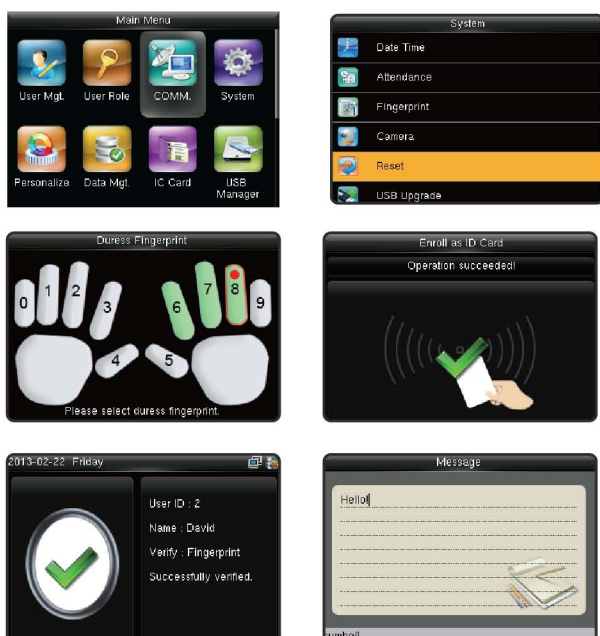 Main Menu
User Mgt.
User Role
COMM.
System
Personalize
Data Mgt.
IC Card
USB
Manager
System
Date Time
Attendance
Fingerprint
Camera
Reset
USB Upgrade
Duress Fingerprint
0 1 2 3 4 5 6 7 8 9
Please select duress fingerprint.
Enroll as ID Card
Operation succeeded!
2013-02-22 Friday
User ID : 2
Name : David
Verify : Fingerprint
Successfully verified.
Message
Hello!